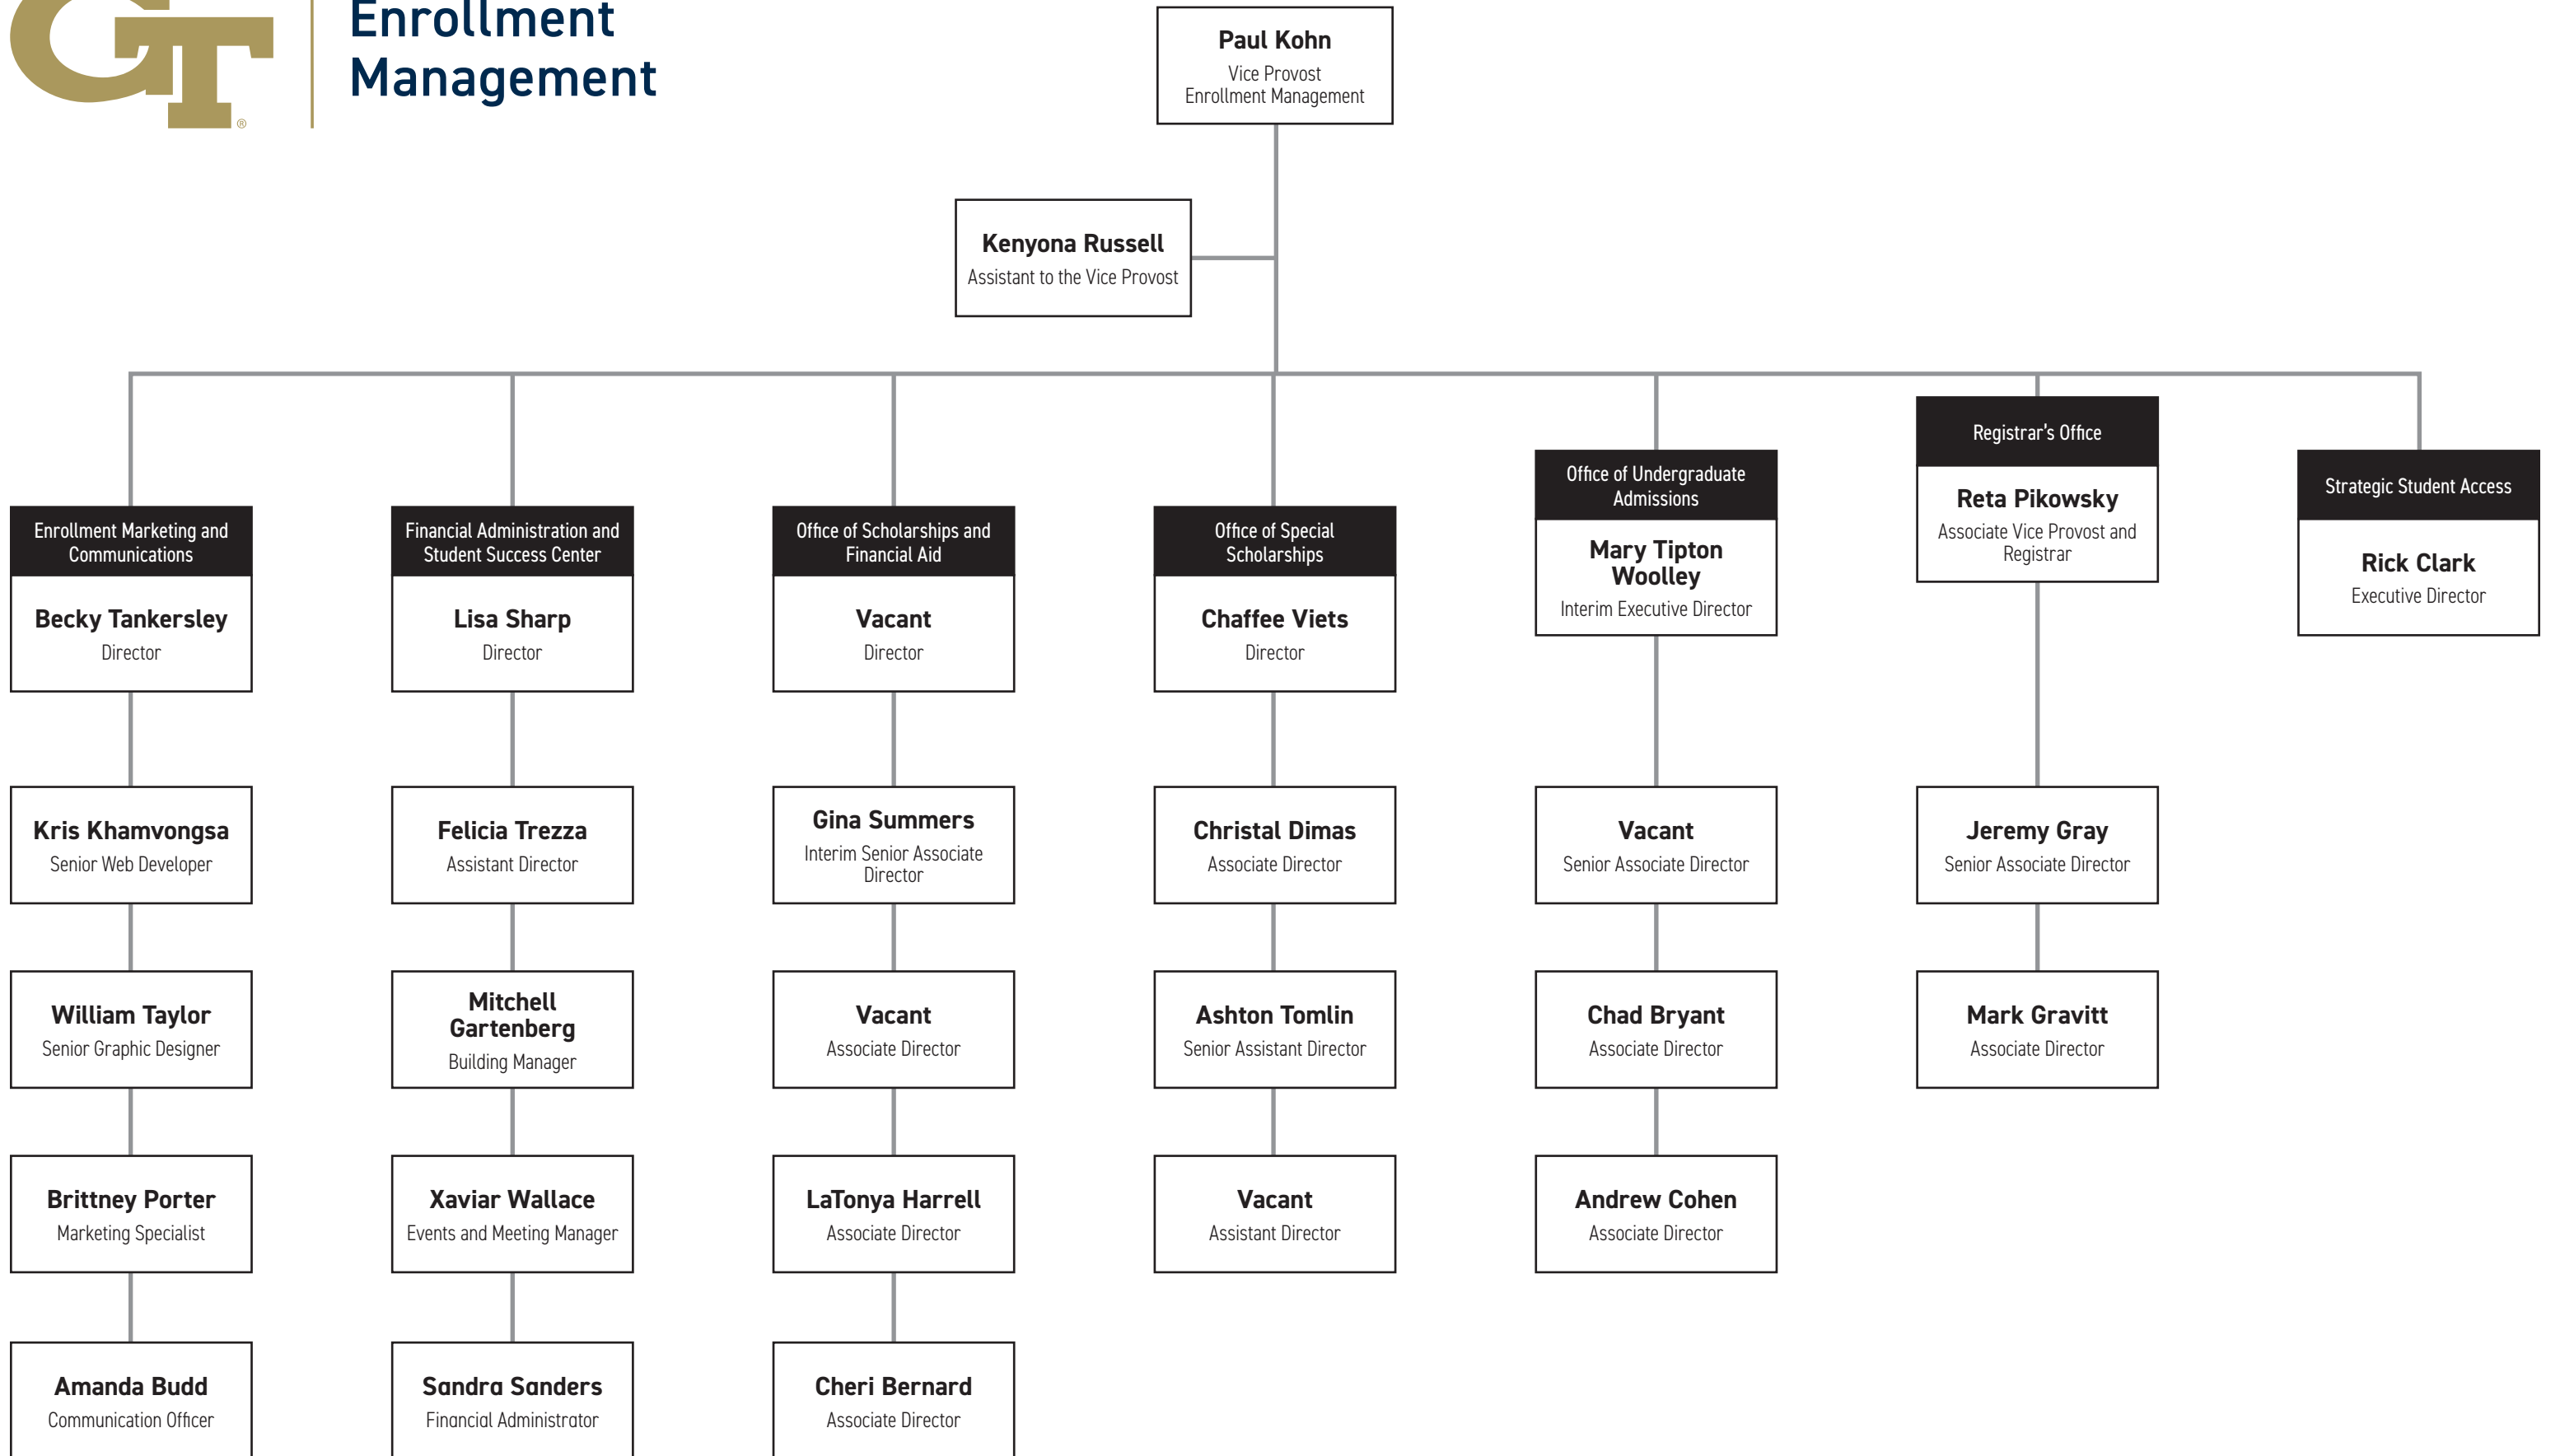 GT
®
Enrollment
Management
Paul Kohn
Vice Provost
Enrollment Management
Kenyona Russell
Assistant to the Vice Provost
Enrollment Marketing and
Communications
Becky Tankersley
Director
Kris Khamvongsa
Senior Web Developer
William Taylor
Senior Graphic Designer
Brittney Porter
Marketing Specialist
Amanda Budd
Communication Officer
Financial Administration and
Student Success Center
Lisa Sharp
Director
Felicia Trezza
Assistant Director
Mitchell
Gartenberg
Building Manager
Xaviar Wallace
Events and Meeting Manager
Sandra Sanders
Financial Administrator
Office of Scholarships and
Financial Aid
Vacant
Director
Gina Summers
Interim Senior Associate
Director
Vacant
Associate Director
LaTonya Harrell
Associate Director
Cheri Bernard
Associate Director
Office of Special
Scholarships
Chaffee Viets
Director
Christal Dimas
Associate Director
Ashton Tomlin
Senior Assistant Director
Vacant
Assistant Director
Office of Undergraduate
Admissions
Mary Tipton
Woolley
Interim Executive Director
Vacant
Senior Associate Director
Chad Bryant
Associate Director
Andrew Cohen
Associate Director
Registrar's Office
Reta Pikowsky
Associate Vice Provost and
Registrar
Jeremy Gray
Senior Associate Director
Mark Gravitt
Associate Director
Strategic Student Access
Rick Clark
Executive Director